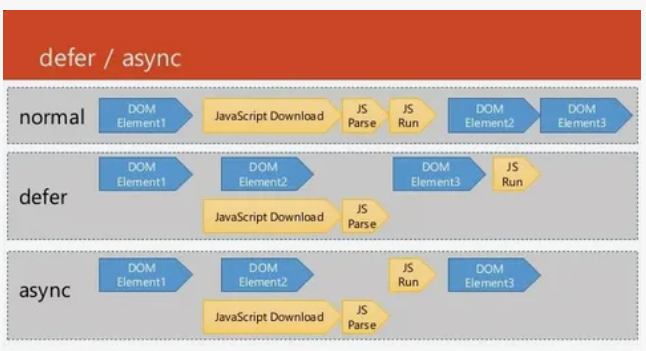 defer / async
normal
DOM
Element1
JavaScript Download
JS
Parse
JS
Run
DOM
Element2
DOM
Element3
defer
DOM
Element1
DOM
Element2
DOM
Element3
JS
Run
JavaScript Download
JS
Parse
async
DOM
Element1
DOM
Element2
JS
Run
DOM
Element3
JavaScript Download
JS
Parse